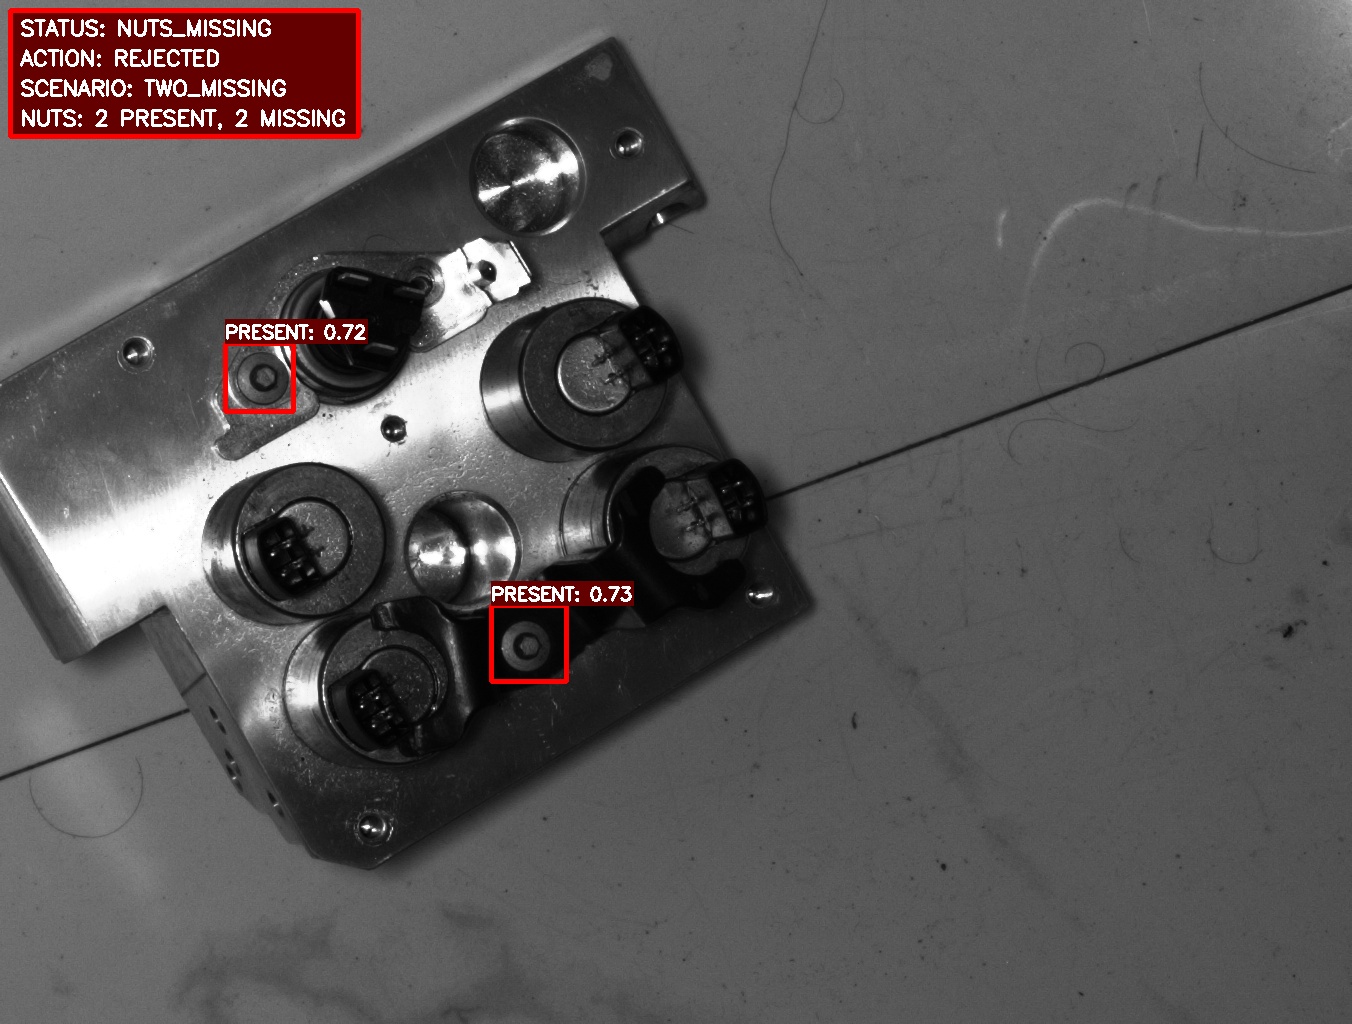 STATUS: NUTS_MISSING
ACTION: REJECTED
SCENARIO: TWO_MISSING
NUTS: 2 PRESENT, 2 MISSING
PRESENT: 0.72
PRESENT: 0.73